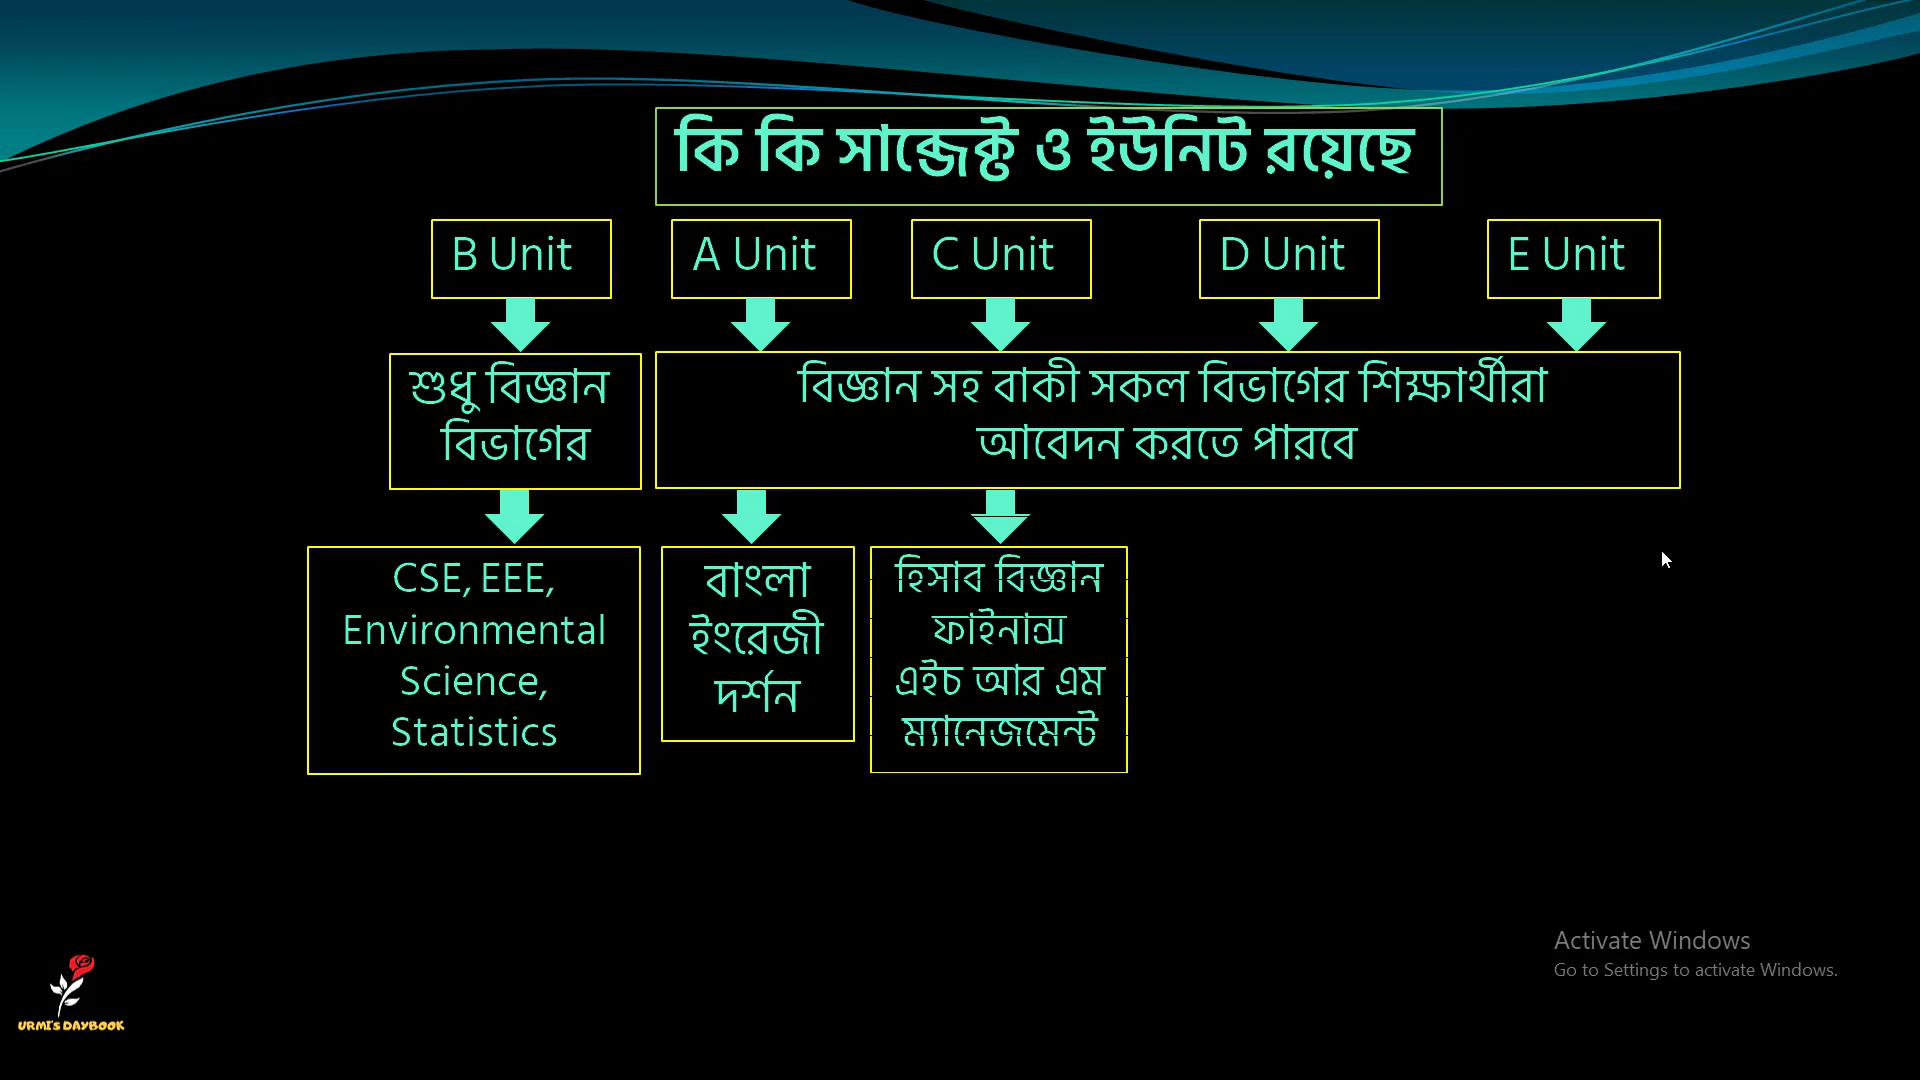 কি কি সাব্জেক্ট ও ইউনিট রয়েছে
B Unit
A Unit
C Unit
D Unit
E Unit
শুধু বিজ্ঞান
বিভাগের
বিজ্ঞান সহ বাকী সকল বিভাগের শিক্ষার্থীরা
আবেদন করতে পারবে
CSE, EEE,
Environmental
Science,
Statistics
বাংলা
ইংরেজী
দর্শন
হিসাব বিজ্ঞান
ফাইনান্স
এইচ আর এম
ম্যানেজমেন্ট
Activate Windows
Go to Settings to activate Windows.
URMI'S DAYBOOK